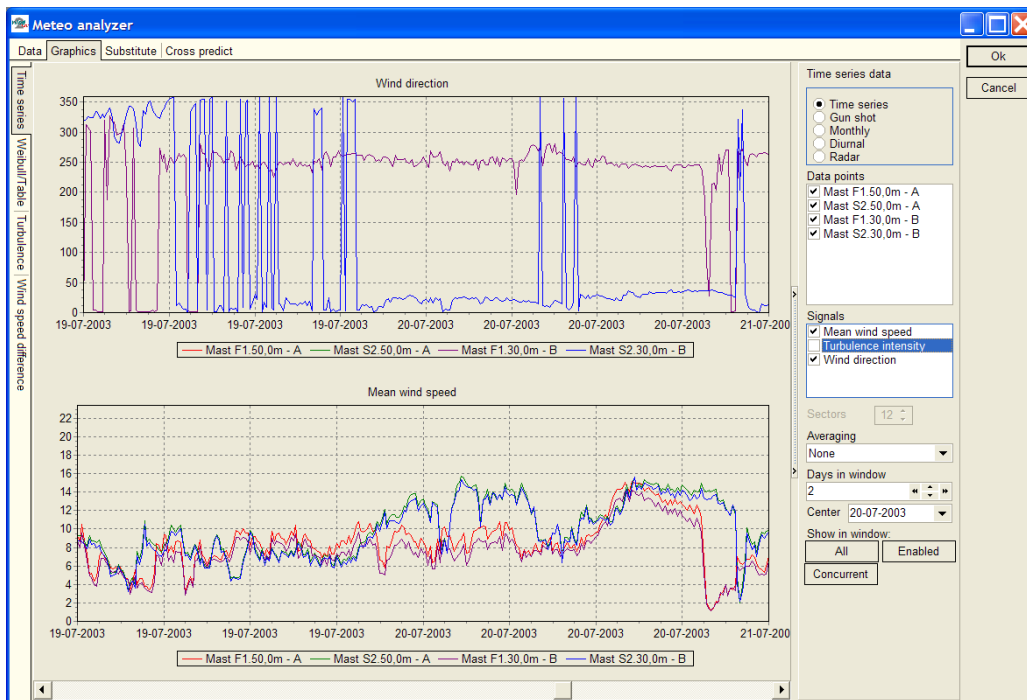 Meteo analyzer
Data Graphics Substitute Cross predict
Ok
Cancel
Time series
Weibull/Table
Turbulence
Wind speed difference
Wind direction
350
300
250
200
150
100
50
0
19-07-2003 19-07-2003 19-07-2003 19-07-2003 20-07-2003 20-07-2003 20-07-2003 20-07-2003 21-07-200
Mast F1.50,0m - A Mast S2.50,0m - A Mast F1.30,0m - B Mast S2.30,0m - B
Mean wind speed
22
20
18
16
14
12
10
8
6
4
2
0
19-07-2003 19-07-2003 19-07-2003 19-07-2003 20-07-2003 20-07-2003 20-07-2003 20-07-2003 21-07-200
Mast F1.50,0m - A Mast S2.50,0m - A Mast F1.30,0m - B Mast S2.30,0m - B
Time series data
Time series
Gun shot
Monthly
Diurnal
Radar
Data points
Mast F1.50,0m - A
Mast S2.50,0m - A
Mast F1.30,0m - B
Mast S2.30,0m - B
Signals
Mean wind speed
Turbulence intensity
Wind direction
Sectors 12
Averaging
None
Days in window
2
Center 20-07-2003
Show in window:
All Enabled
Concurrent